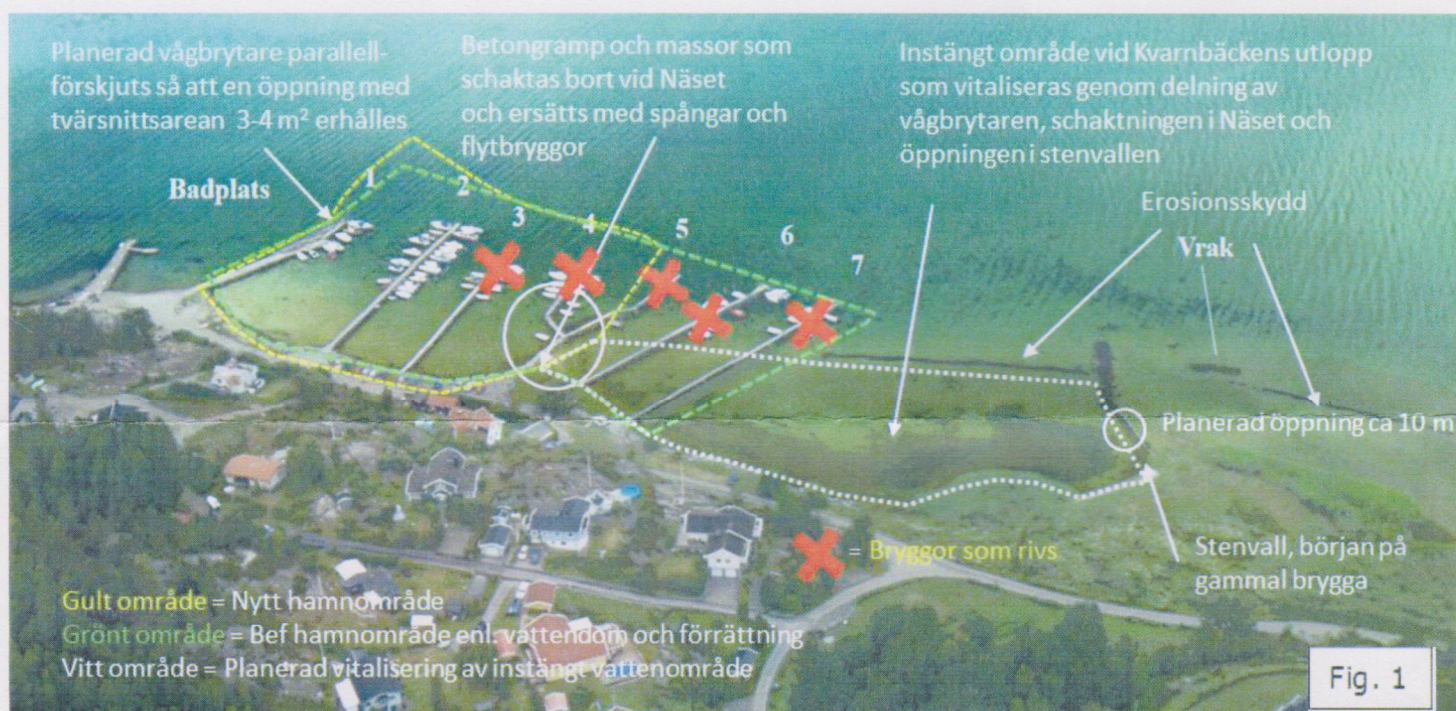 Planerad vågbrytare parallell-
förskjuts så att en öppning med
tvärsnittsarean 3-4 m² erhålles
Betongramp och massor som
schaktas bort vid Näset
och ersätts med spångar och
flytbryggor
Instängt område vid Kvarnbäckens utlopp
som vitaliseras genom delning av
vågbrytaren, schaktningen i Näset och
öppningen i stenvallen
Badplats
1
2
3
4
5
6
7
Erosionsskydd
Vrak
Planerad öppning ca 10 m
Stenvall, början på
gammal brygga
= Bryggor som rivs
Gult område = Nytt hamnområde
Grönt område = Bef hamnområde enl. vattendom och förrättning
Vitt område = Planerad vitalisering av instängt vattenområde
Fig. 1